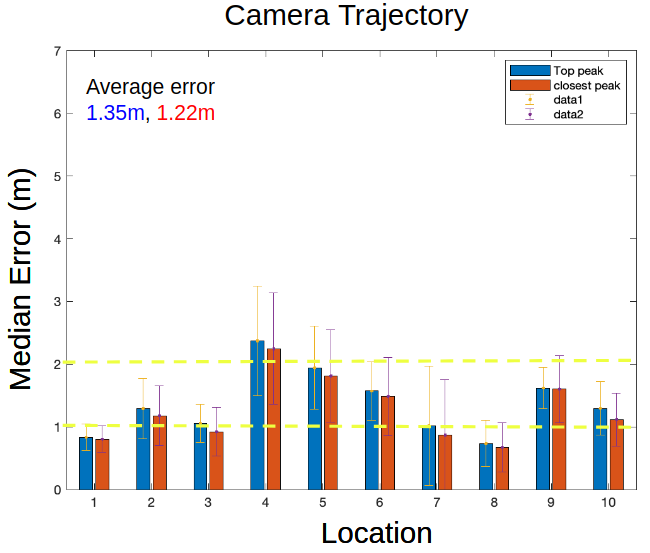 Camera Trajectory
Average error
1.35m, 1.22m
Top peak
closest peak
data1
data2
Median Error (m)
7
6
5
4
3
2
1
0
1 2 3 4 5 6 7 8 9 10
Location